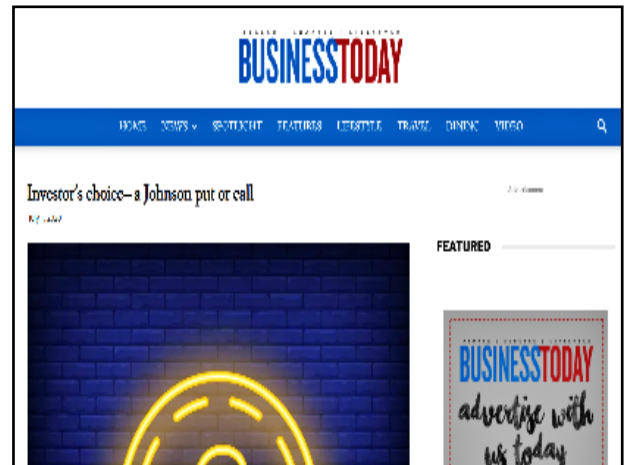 BUSINESSTODAY
HOME NEWS SPOTLIGHT FEATURES LIFESTYLE TRAVEL DINING VIDEO
Investor's choice– a Johnson put or call
Advertisement
FEATURED
BUSINESSTODAY
advertise with
us today